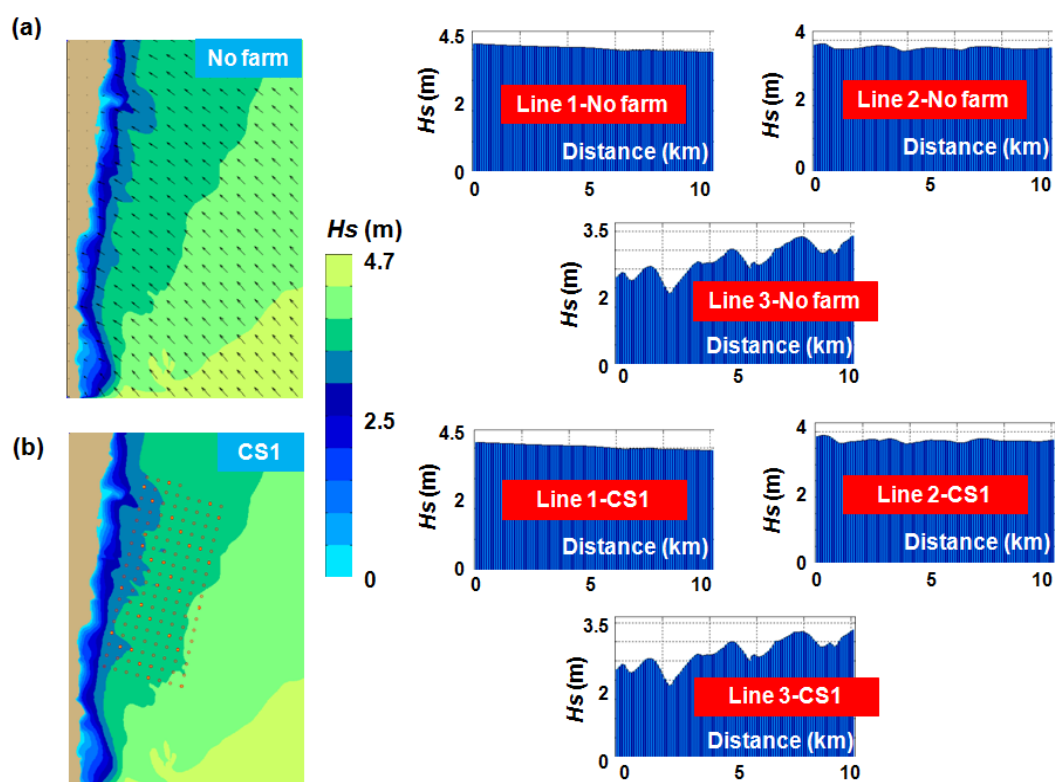 (a)
No farm
Hs (m)
4.7
2.5
0
Hs (m)
4.5
2
0
Line 1-No farm
Distance (km)
0 5 10
Hs (m)
4
2
0
Line 2-No farm
Distance (km)
0 5 10
Hs (m)
3.5
2
0
Line 3-No farm
Distance (km)
0 5 10
(b)
CS1
Hs (m)
4.5
2
0
Line 1-CS1
Distance (km)
0 5 10
Hs (m)
4
2
0
Line 2-CS1
Distance (km)
0 5 10
Hs (m)
3.5
2
0
Line 3-CS1
Distance (km)
0 5 10